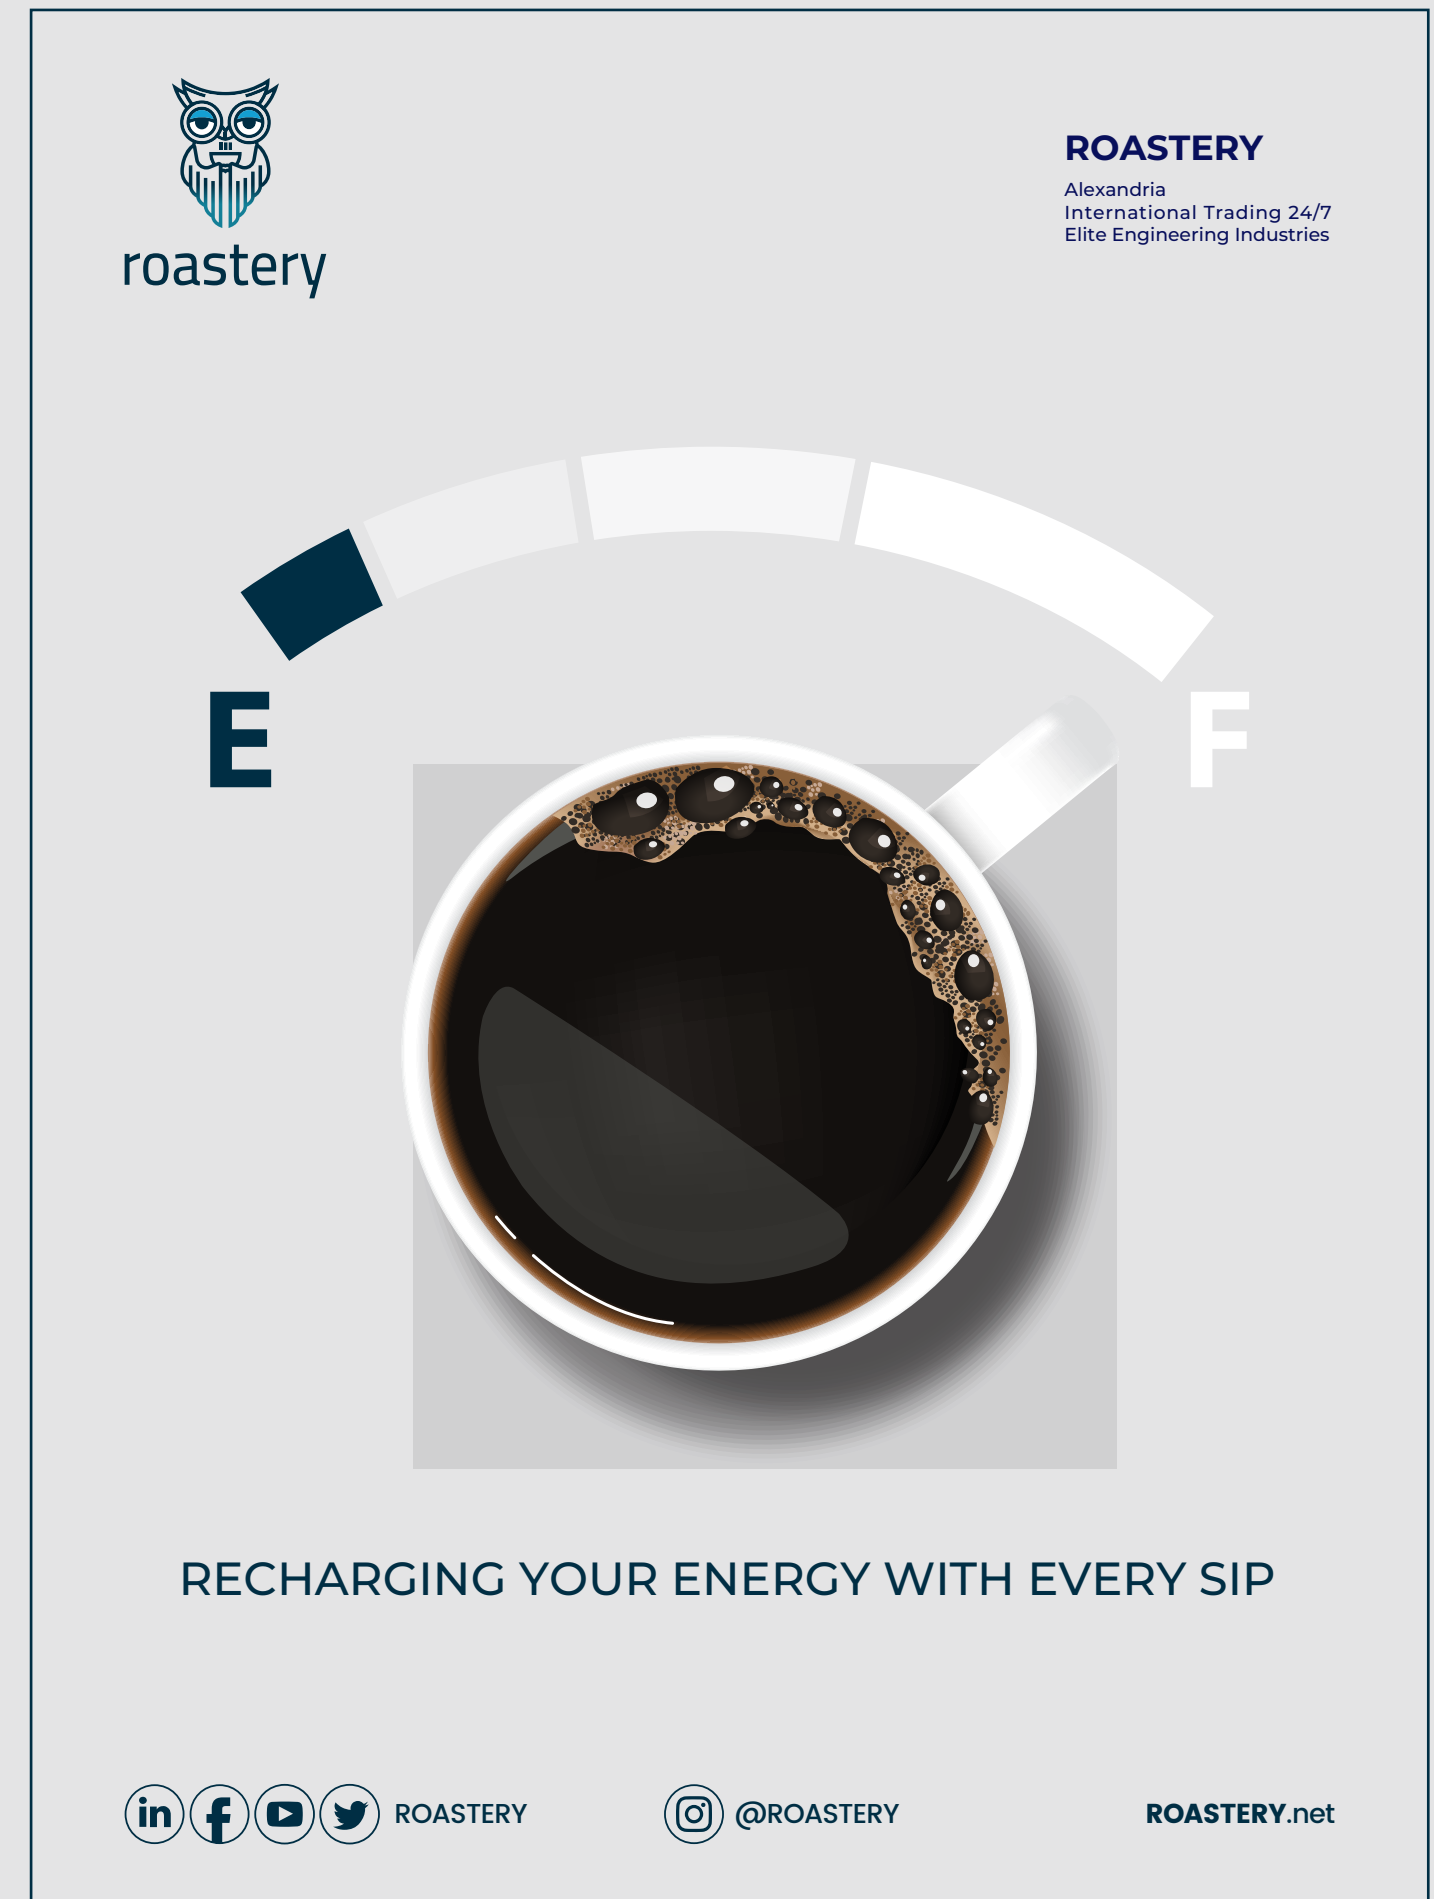 roastery
ROASTERY
Alexandria
International Trading 24/7
Elite Engineering Industries
E
F
RECHARGING YOUR ENERGY WITH EVERY SIP
in
ROASTERY
@ROASTERY
ROASTERY.net